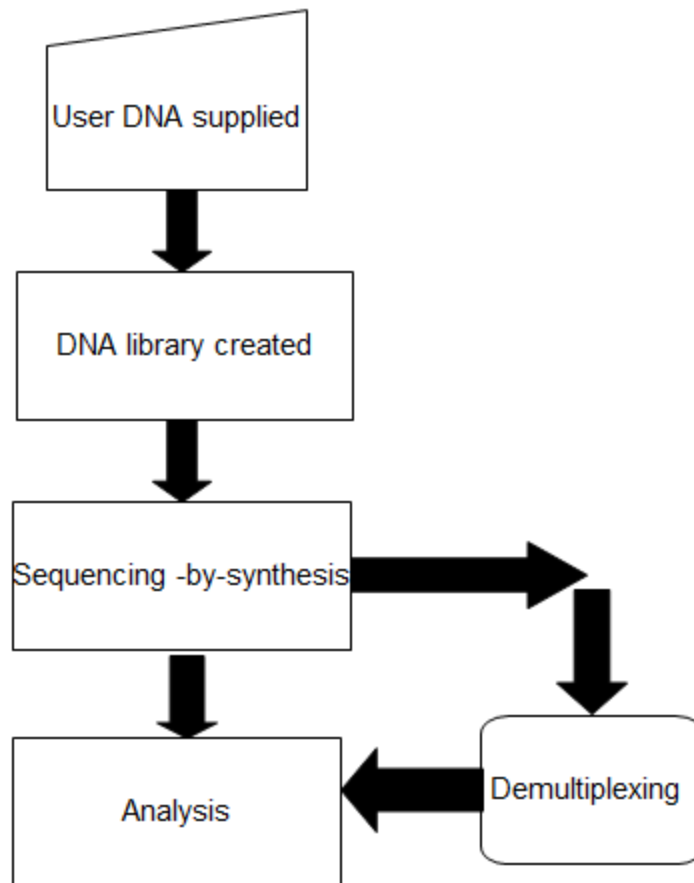 User DNA supplied
DNA library created
Sequencing -by-synthesis
Demultiplexing
Analysis